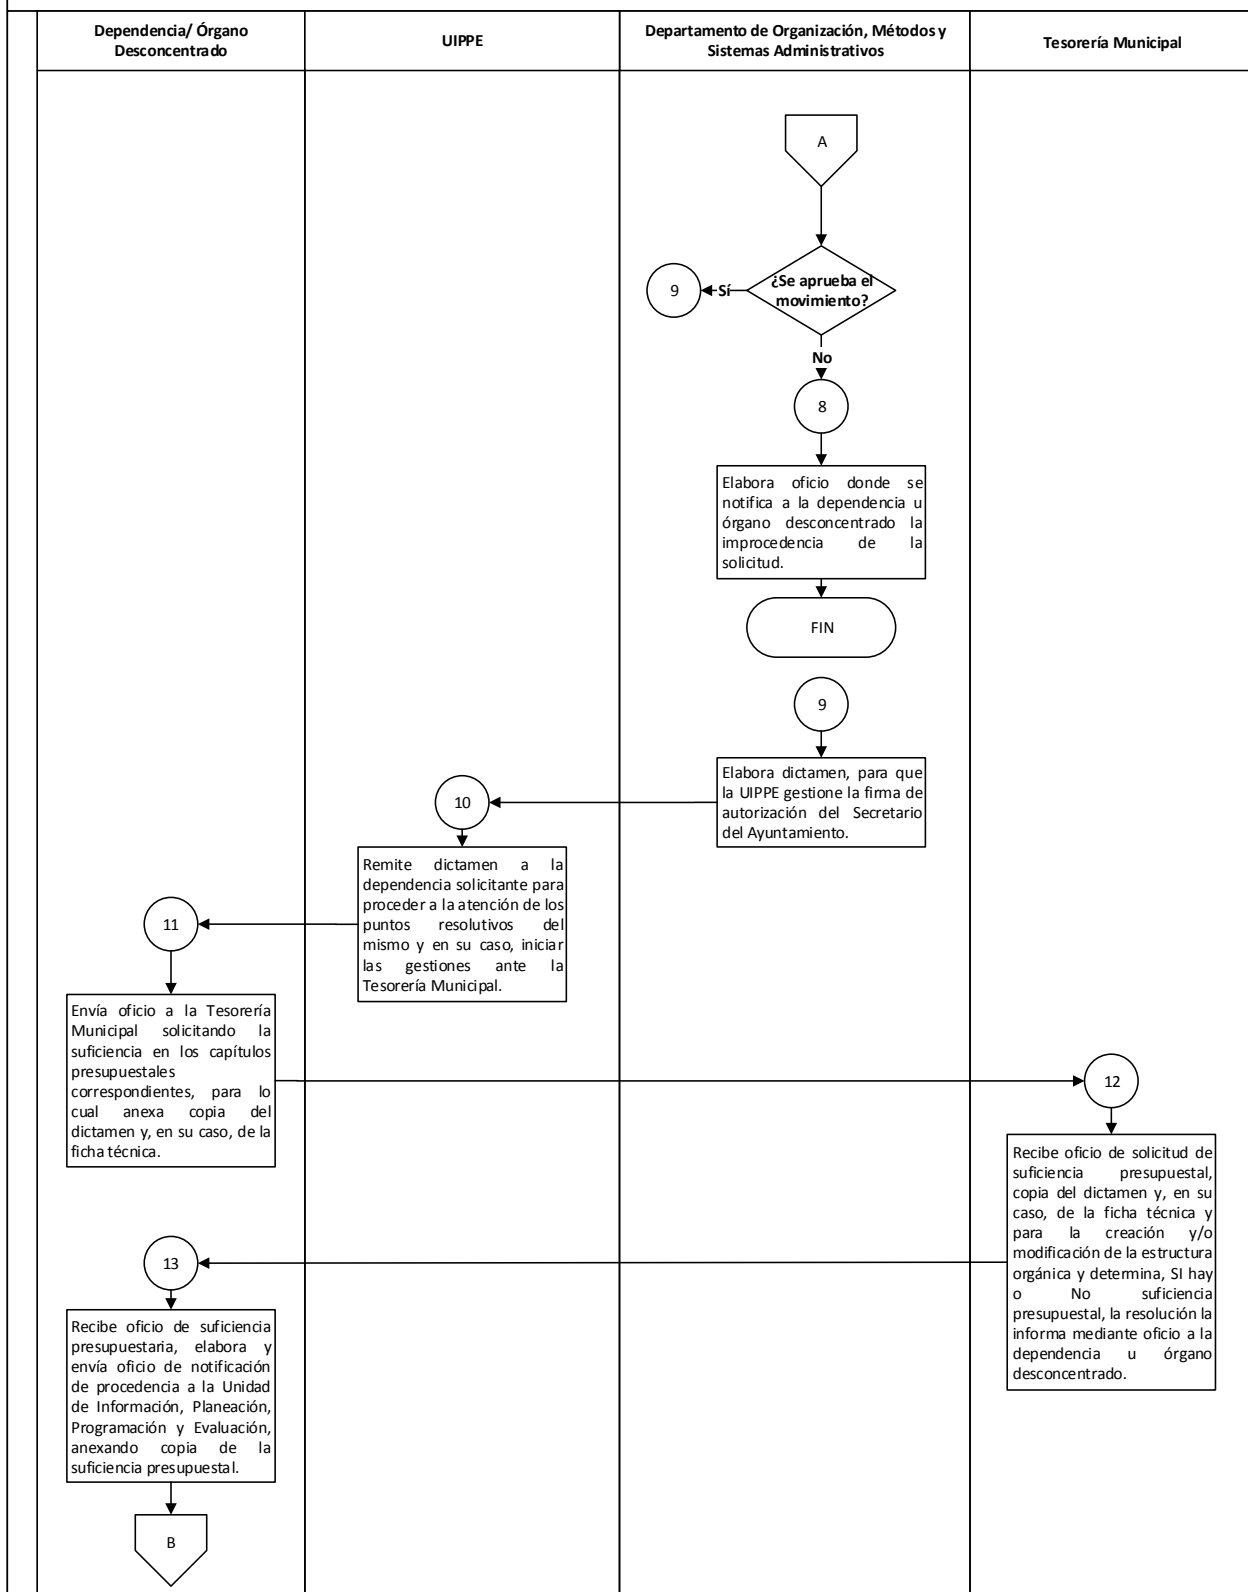 Dependencia/ Órgano
Desconcentrado
UIPPE
Departamento de Organización, Métodos y
Sistemas Administrativos
Tesorería Municipal
A
¿Se aprueba el
movimiento?
Sí
9
No
8
Elabora oficio donde se
notifica a la dependencia u
órgano desconcentrado la
improcedencia de la
solicitud.
FIN
9
Elabora dictamen, para que
la UIPPE gestione la firma de
autorización del Secretario
del Ayuntamiento.
10
Remite dictamen a la
dependencia solicitante para
proceder a la atención de los
puntos resolutivos del
mismo y en su caso, iniciar
las gestiones ante la
Tesorería Municipal.
11
Envía oficio a la Tesorería
Municipal solicitando la
suficiencia en los capítulos
presupuestales
correspondientes, para lo
cual anexa copia del
dictamen y, en su caso, de la
ficha técnica.
12
Recibe oficio de solicitud de
suficiencia presupuestal,
copia del dictamen y, en su
caso, de la ficha técnica y
para la creación y/o
modificación de la estructura
orgánica y determina, SI hay
o No suficiencia
presupuestal, la resolución la
informa mediante oficio a la
dependencia u órgano
desconcentrado.
13
Recibe oficio de suficiencia
presupuestaria, elabora y
envía oficio de notificación
de procedencia a la Unidad
de Información, Planeación,
Programación y Evaluación,
anexando copia de la
suficiencia presupuestal.
B